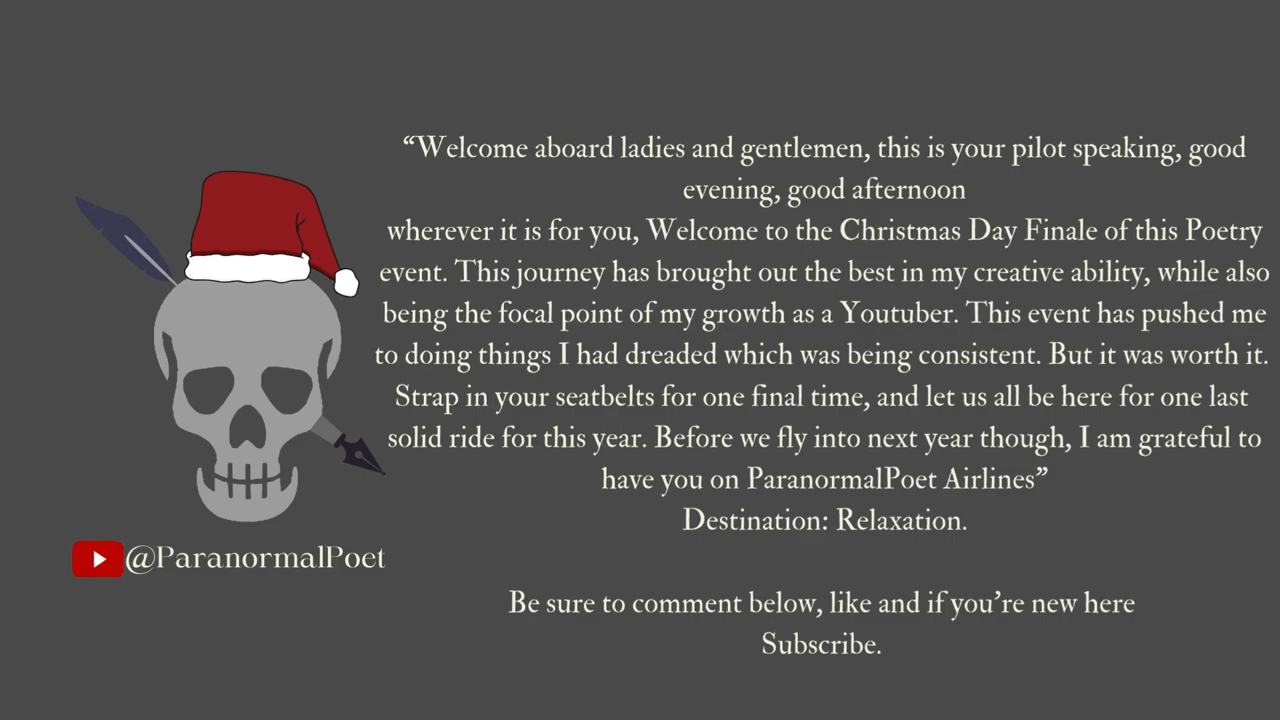 “Welcome aboard ladies and gentlemen, this is your pilot speaking, good
evening, good afternoon
wherever it is for you, Welcome to the Christmas Day Finale of this Poetry
event. This journey has brought out the best in my creative ability, while also
being the focal point of my growth as a Youtuber. This event has pushed me
to doing things I had dreaded which was being consistent. But it was worth it.
Strap in your seatbelts for one final time, and let us all be here for one last
solid ride for this year. Before we fly into next year though, I am grateful to
have you on ParanormalPoet Airlines”
Destination: Relaxation.
@ParanormalPoet
Be sure to comment below, like and if you’re new here
Subscribe.